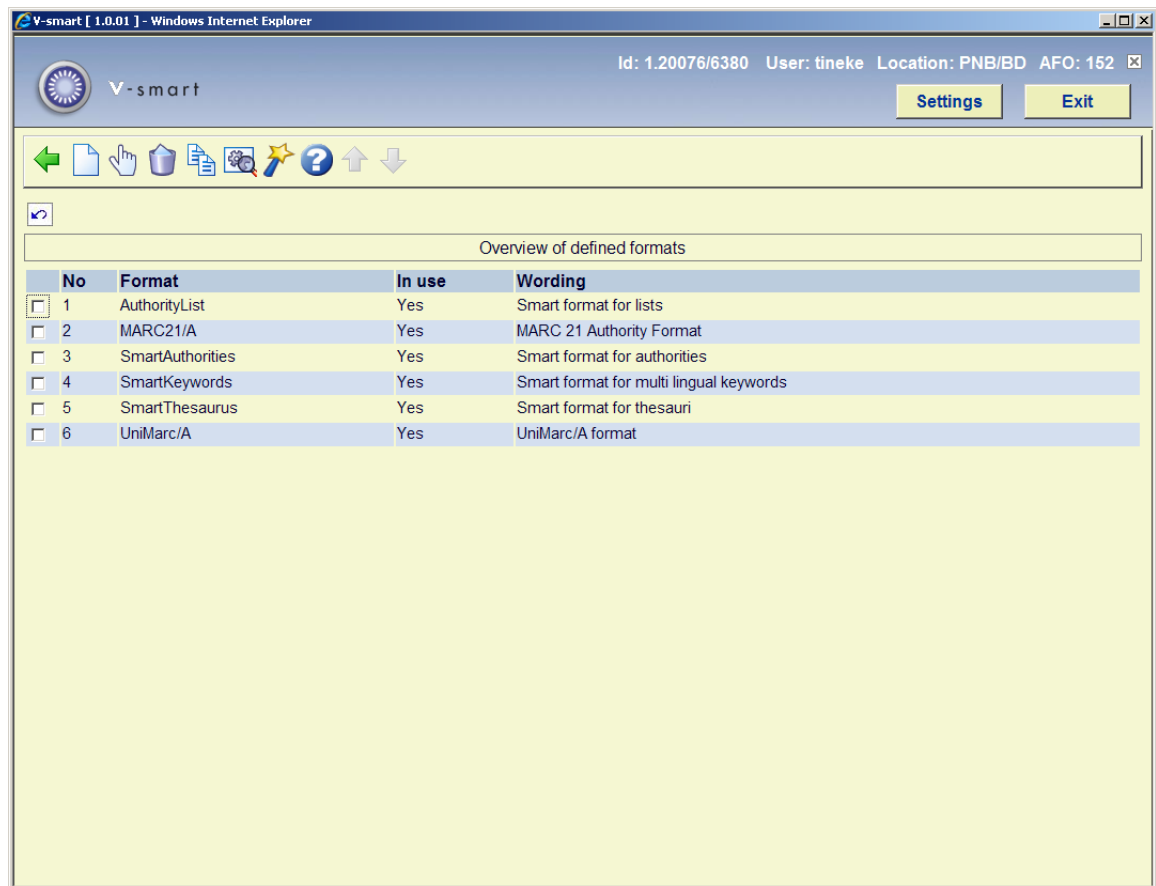 V-smart [ 1.0.01 ] - Windows Internet Explorer
Id: 1.20076/6380 User: tineke Location: PNB/BD AFO: 152
V-smart
Settings Exit
Overview of defined formats
No Format In use Wording
1 AuthorityList Yes Smart format for lists
2 MARC21/A Yes MARC 21 Authority Format
3 SmartAuthorities Yes Smart format for authorities
4 SmartKeywords Yes Smart format for multi lingual keywords
5 SmartThesaurus Yes Smart format for thesauri
6 UniMarc/A Yes UniMarc/A format